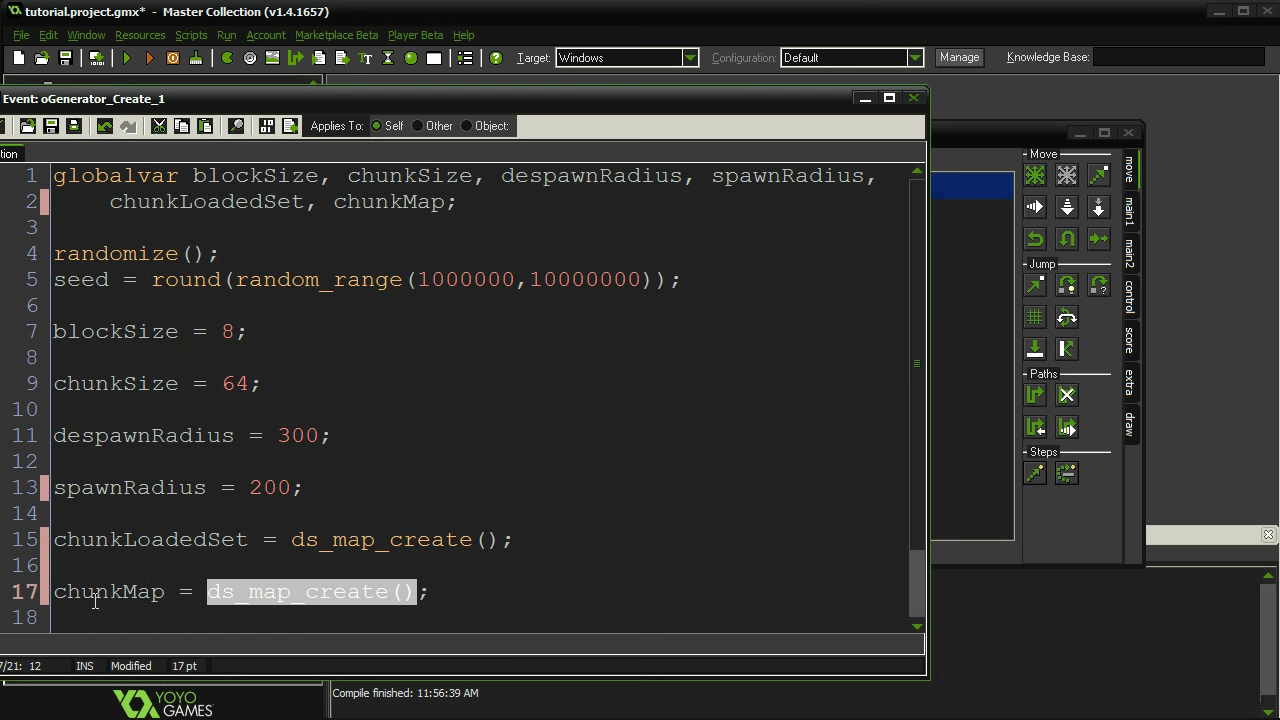 tutorial.project.gmx* - Master Collection (v1.4.1657)
File Edit Window Resources Scripts Run Account Marketplace Beta Player Beta Help
Target: Windows Configuration: Default Manage Knowledge Base:
Event: oGenerator_Create_1
Applies To: Self Other Object:
tion
1 globalvar blockSize, chunkSize, despawnRadius, spawnRadius,
2 chunkLoadedSet, chunkMap;
3
4 randomize();
5 seed = round(random_range(1000000,10000000));
6
7 blockSize = 8;
8
9 chunkSize = 64;
10
11 despawnRadius = 300;
12
13 spawnRadius = 200;
14
15 chunkLoadedSet = ds_map_create();
16
17 chunkMap = ds_map_create();
18
7/21: 12 INS Modified 17 pt
Move
Jump
Paths
Steps
move
main1
main2
control
score
extra
draw
YOYO
GAMES
Compile finished: 11:56:39 AM